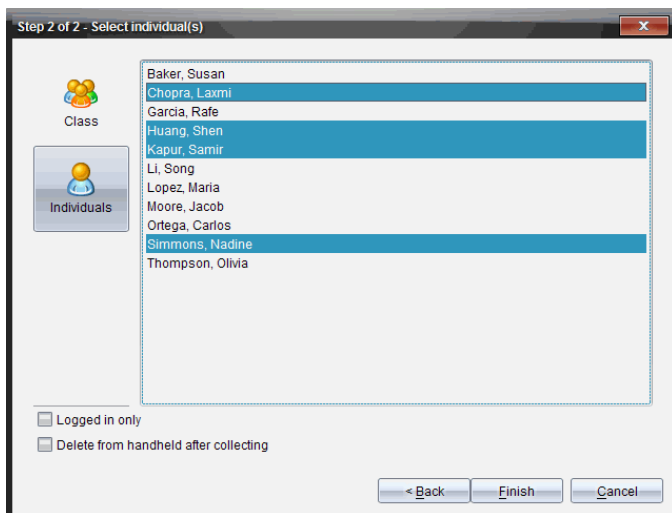 Step 2 of 2 - Select individual(s)
Class
Individuals
Baker, Susan
Chopra, Laxmi
Garcia, Rafe
Huang, Shen
Kapur, Samir
Li, Song
Lopez, Maria
Moore, Jacob
Ortega, Carlos
Simmons, Nadine
Thompson, Olivia
Logged in only
Delete from handheld after collecting
< Back Finish Cancel